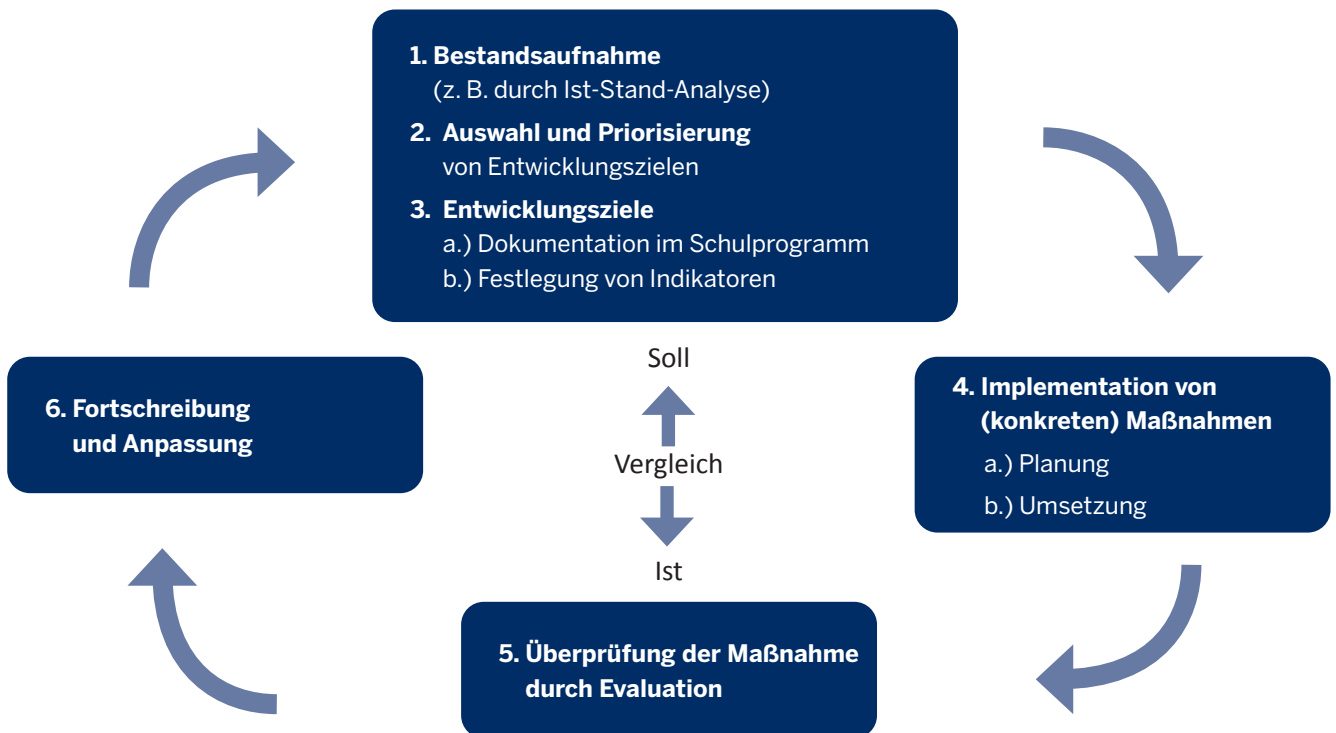 1. Bestandsaufnahme
(z. B. durch Ist-Stand-Analyse)
2. Auswahl und Priorisierung
von Entwicklungszielen
3. Entwicklungsziele
a.) Dokumentation im Schulprogramm
b.) Festlegung von Indikatoren
Soll
Vergleich
Ist
4. Implementation von
(konkreten) Maßnahmen
a.) Planung
b.) Umsetzung
5. Überprüfung der Maßnahme
durch Evaluation
6. Fortschreibung
und Anpassung